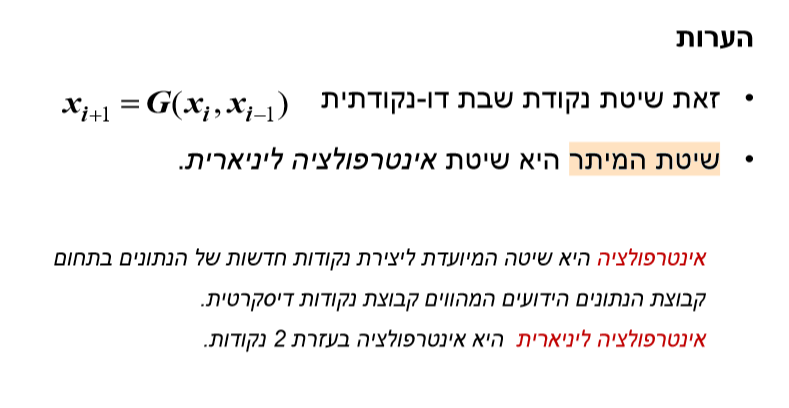 הערות
• זאת שיטת נקודת שבת דו-נקודתית x_{i+1} = G(x_i, x_{i-1})
• שיטת המיתר היא שיטת אינטרפולציה ליניארית.
אינטרפולציה היא שיטה המיועדת ליצירת נקודות חדשות של הנתונים בתחום
קבוצת הנתונים הידועים המהווים קבוצת נקודות דיסקרטית.
אינטרפולציה ליניארית היא אינטרפולציה בעזרת 2 נקודות.